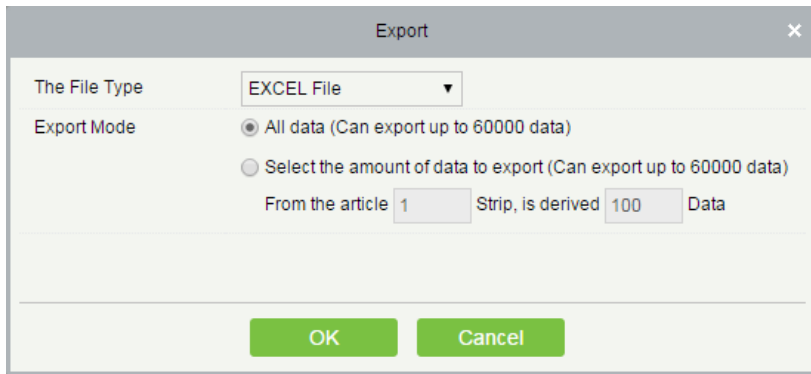 Export
The File Type EXCEL File
Export Mode All data (Can export up to 60000 data)
Select the amount of data to export (Can export up to 60000 data)
From the article 1 Strip, is derived 100 Data
OK Cancel